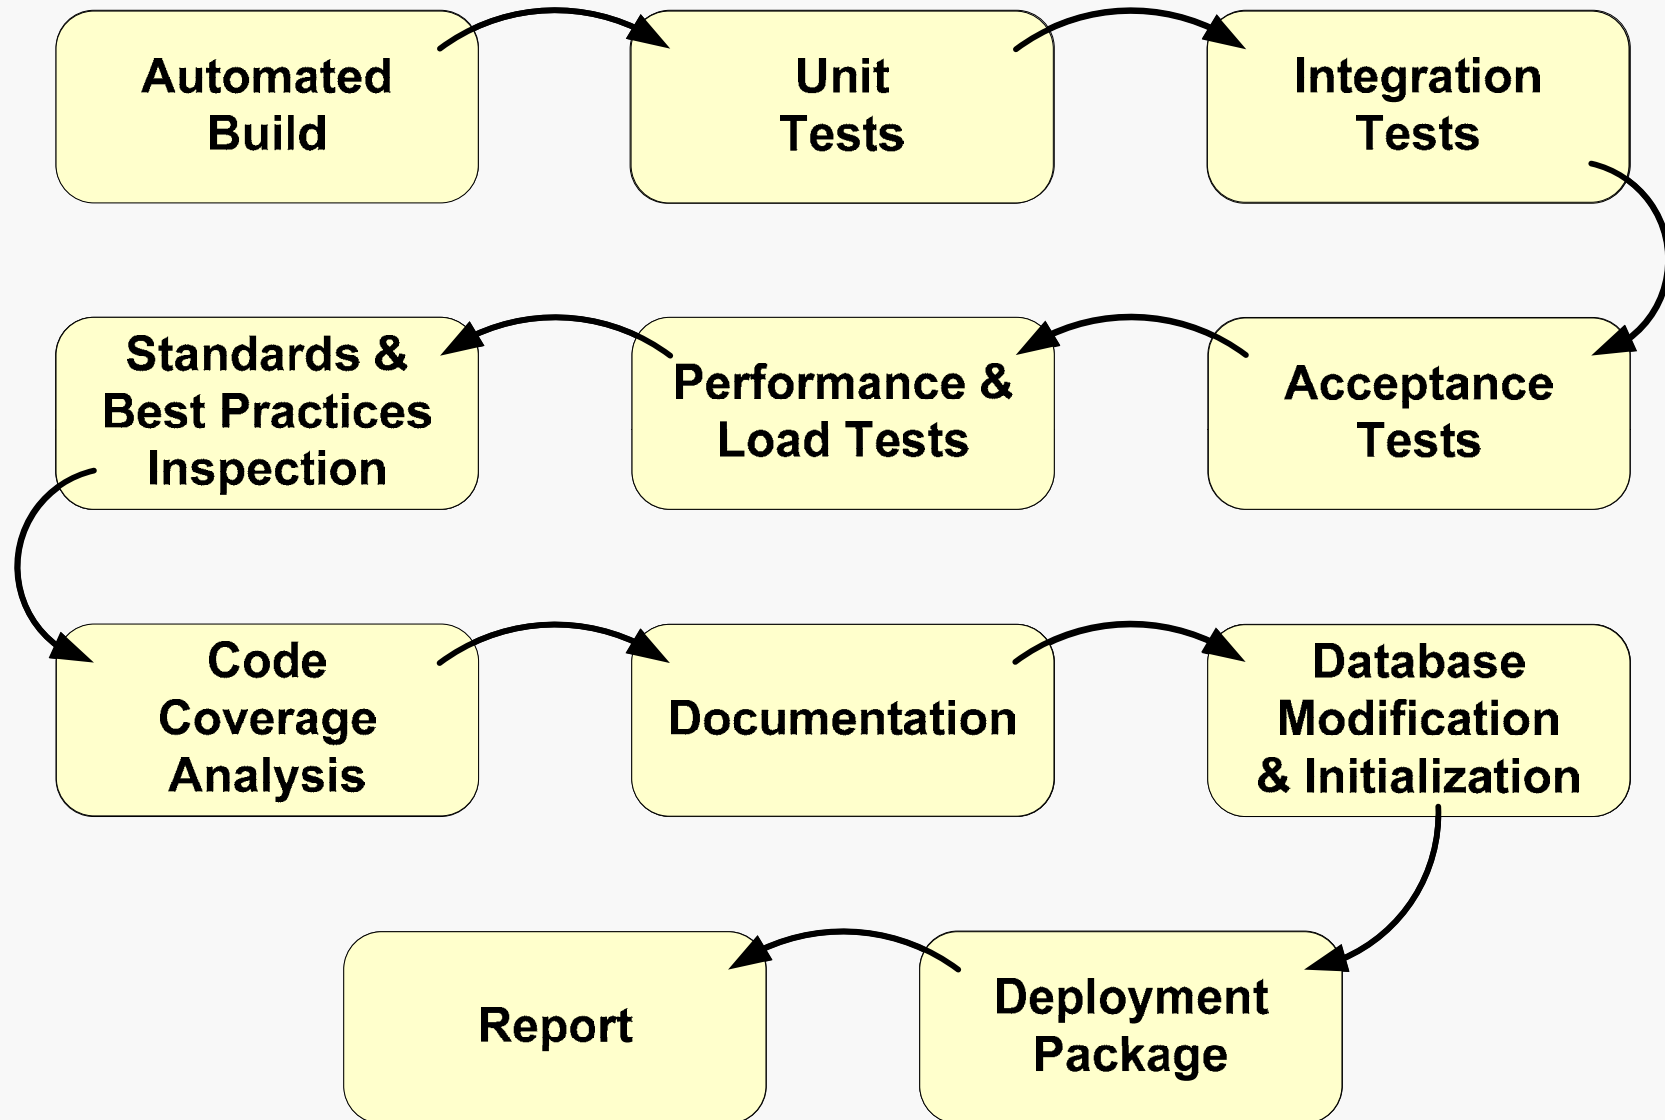 Automated
Build
Unit
Tests
Integration
Tests
Acceptance
Tests
Performance &
Load Tests
Standards &
Best Practices
Inspection
Code
Coverage
Analysis
Documentation
Database
Modification
& Initialization
Deployment
Package
Report